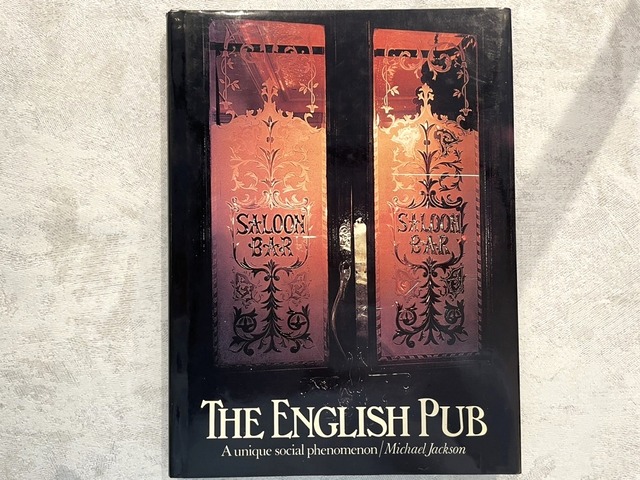 SALOON
BAR
SALOON
BAR
THE ENGLISH PUB
A unique social phenomenon / Michael Jackson